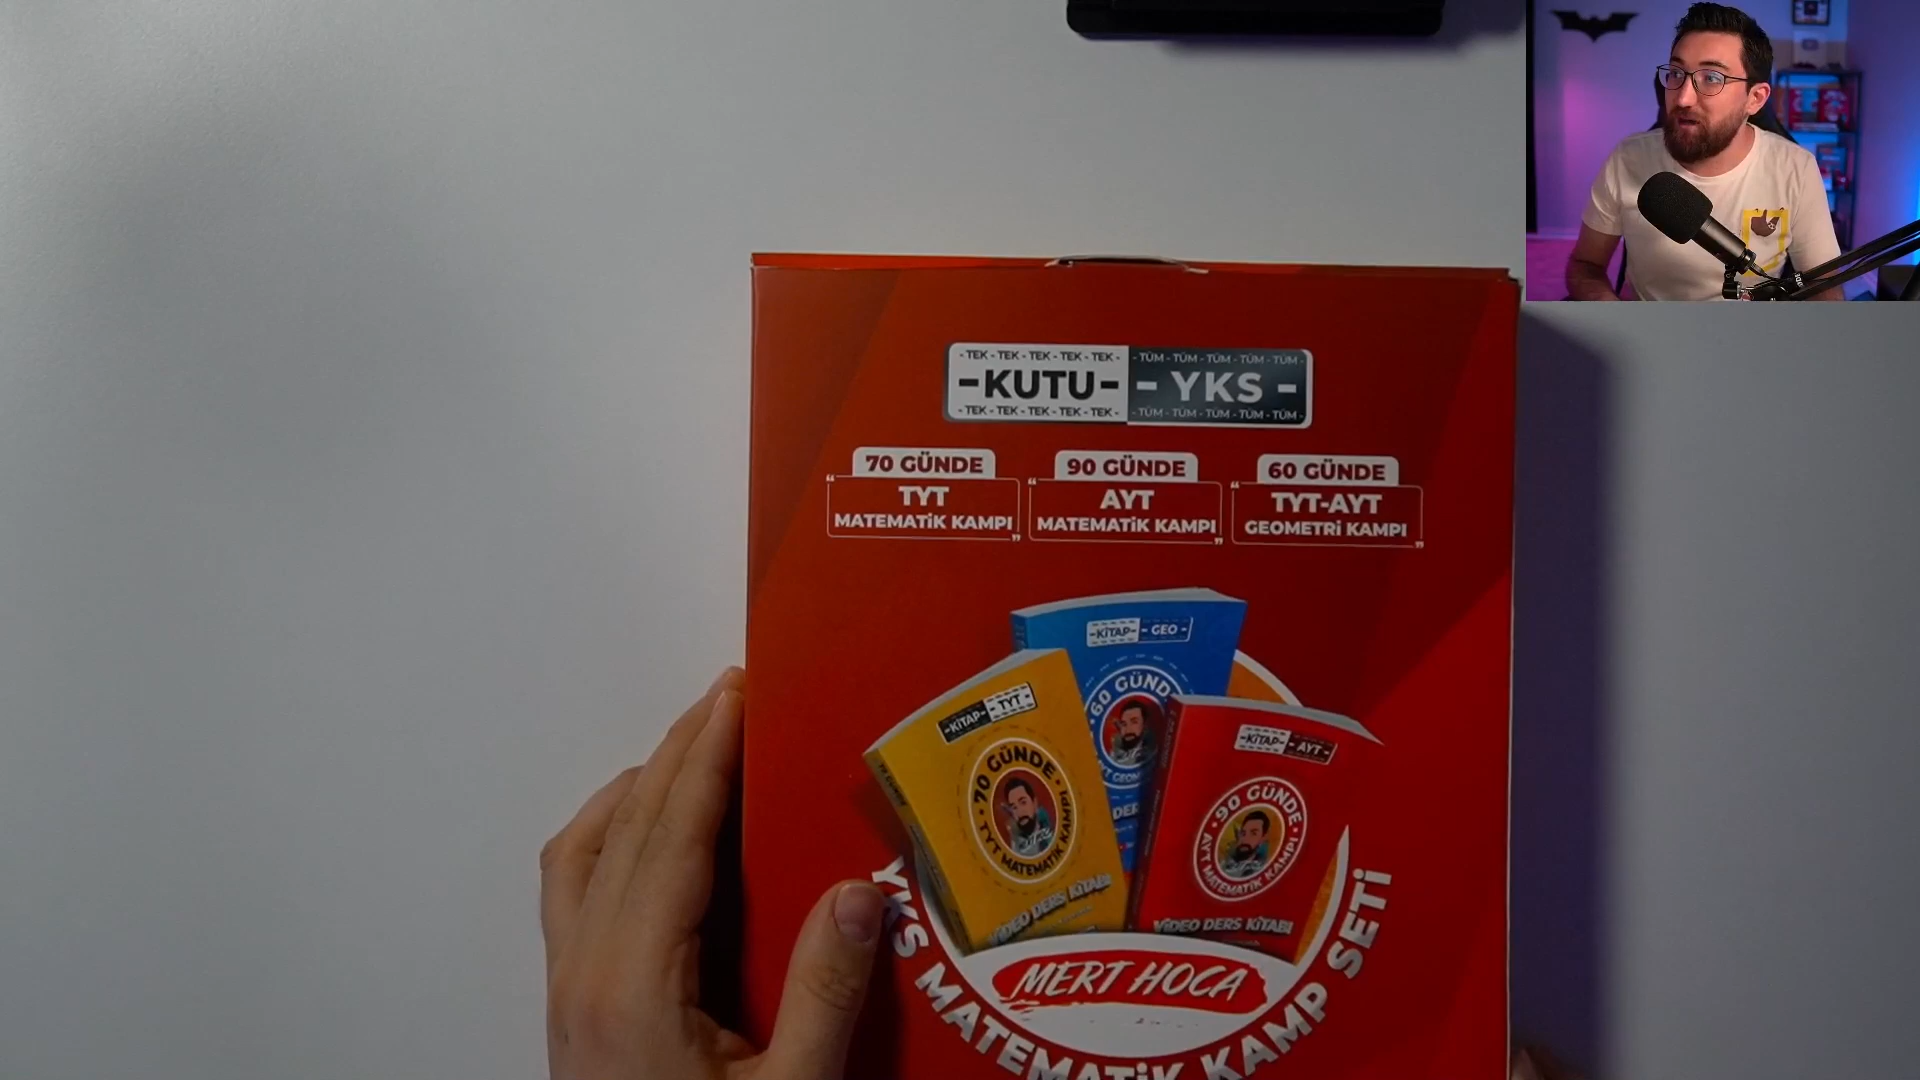 - TEK - TEK - TEK - TEK - TEK -
- KUTU -
- TEK - TEK - TEK - TEK - TEK -
- TÜM - TÜM - TÜM - TÜM - TÜM -
- YKS -
- TÜM - TÜM - TÜM - TÜM - TÜM -
70 GÜNDE
"TYT
MATEMATİK KAMPI"
90 GÜNDE
"AYT
MATEMATİK KAMPI"
60 GÜNDE
"TYT-AYT
GEOMETRİ KAMPI"
-KİTAP- - GEO -
60 GÜND
-KİTAP- - TYT -
• 70 GÜNDE •
TYT MATEMATİK KAMPI
VİDEO DERS KİTABI
-KİTAP- - AYT -
• 90 GÜNDE •
AYT MATEMATİK KAMPI
VİDEO DERS KİTABI
MERT HOCA
YKS MATEMATİK KAMP SETİ